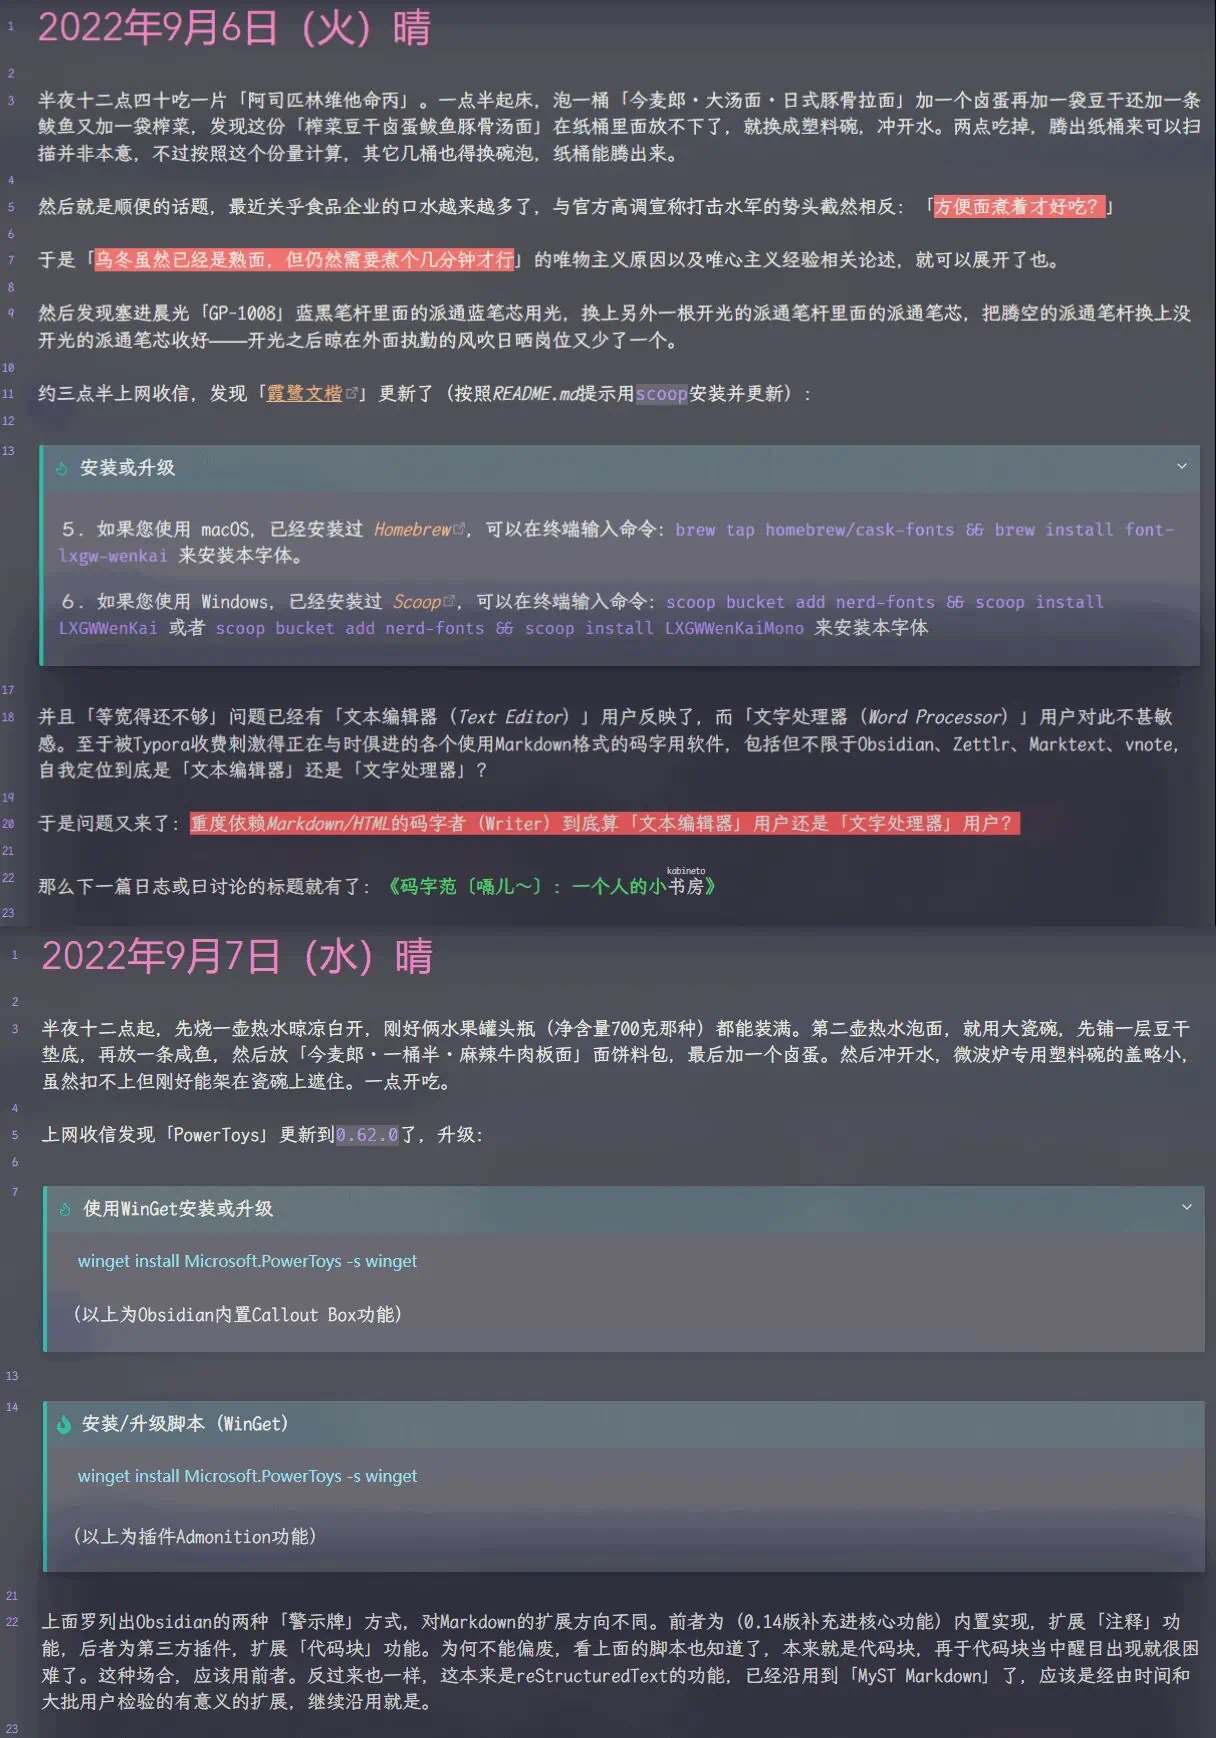 1 2022年9月6日（火）晴
2
3 半夜十二点四十吃一片「阿司匹林维他命丙」。一点半起床，泡一桶「今麦郎·大汤面·日式豚骨拉面」加一个卤蛋再加一袋豆干还加一条
鲅鱼又加一袋榨菜，发现这份「榨菜豆干卤蛋鲅鱼豚骨汤面」在纸桶里面放不下了，就换成塑料碗，冲开水。两点吃掉，腾出纸桶来可以扫
描并非本意，不过按照这个份量计算，其它几桶也得换碗泡，纸桶能腾出来。
4
5 然后就是顺便的话题，最近关乎食品企业的口水越来越多了，与官方高调宣称打击水军的势头截然相反：「方便面煮着才好吃？」
6
7 于是「乌冬虽然已经是熟面，但仍然需要煮个几分钟才行」的唯物主义原因以及唯心主义经验相关论述，就可以展开了也。
8
9 然后发现塞进晨光「GP-1008」蓝黑笔杆里面的派通蓝笔芯用光，换上另外一根开光的派通笔杆里面的派通笔芯，把腾空的派通笔杆换上没
开光的派通笔芯收好——开光之后晾在外面执勤的风吹日晒岗位又少了一个。
10
11 约三点半上网收信，发现「霞鹜文楷」更新了（按照README.md提示用scoop安装并更新）：
12
13 安装或升级
5. 如果您使用 macOS，已经安装过 Homebrew，可以在终端输入命令：brew tap homebrew/cask-fonts && brew install font-
lxgw-wenkai 来安装本字体。
6. 如果您使用 Windows，已经安装过 Scoop，可以在终端输入命令：scoop bucket add nerd-fonts && scoop install
LXGWWenKai 或者 scoop bucket add nerd-fonts && scoop install LXGWWenKaiMono 来安装本字体
17
18 并且「等宽得还不够」问题已经有「文本编辑器（Text Editor）」用户反映了，而「文字处理器（Word Processor）」用户对此不甚敏
感。至于被Typora收费刺激得正在与时俱进的各个使用Markdown格式的码字用软件，包括但不限于Obsidian、Zettlr、Marktext、vnote，
自我定位到底是「文本编辑器」还是「文字处理器」？
19
20 于是问题又来了：重度依赖Markdown/HTML的码字者（Writer）到底算「文本编辑器」用户还是「文字处理器」用户？
21
kabineto
22 那么下一篇日志或曰讨论的标题就有了：《码字范〔嗝儿～〕：一个人的小书房》
23
1 2022年9月7日（水）晴
2
3 半夜十二点起，先烧一壶热水晾凉白开，刚好俩水果罐头瓶（净含量700克那种）都能装满。第二壶热水泡面，就用大瓷碗，先铺一层豆干
垫底，再放一条咸鱼，然后放「今麦郎·一桶半·麻辣牛肉板面」面饼料包，最后加一个卤蛋。然后冲开水，微波炉专用塑料碗的盖略小，
虽然扣不上但刚好能架在瓷碗上遮住。一点开吃。
4
5 上网收信发现「PowerToys」更新到0.62.0了，升级：
6
7 使用WinGet安装或升级
winget install Microsoft.PowerToys -s winget
（以上为Obsidian内置Callout Box功能）
13
14 安装/升级脚本（WinGet）
winget install Microsoft.PowerToys -s winget
（以上为插件Admonition功能）
21
22 上面罗列出Obsidian的两种「警示牌」方式，对Markdown的扩展方向不同。前者为（0.14版补充进核心功能）内置实现，扩展「注释」功
能，后者为第三方插件，扩展「代码块」功能。为何不能偏废，看上面的脚本也知道了，本来就是代码块，再于代码块当中醒目出现就很困
难了。这种场合，应该用前者。反过来也一样，这本来是reStructuredText的功能，已经沿用到「MyST Markdown」了，应该是经由时间和
大批用户检验的有意义的扩展，继续沿用就是。
23